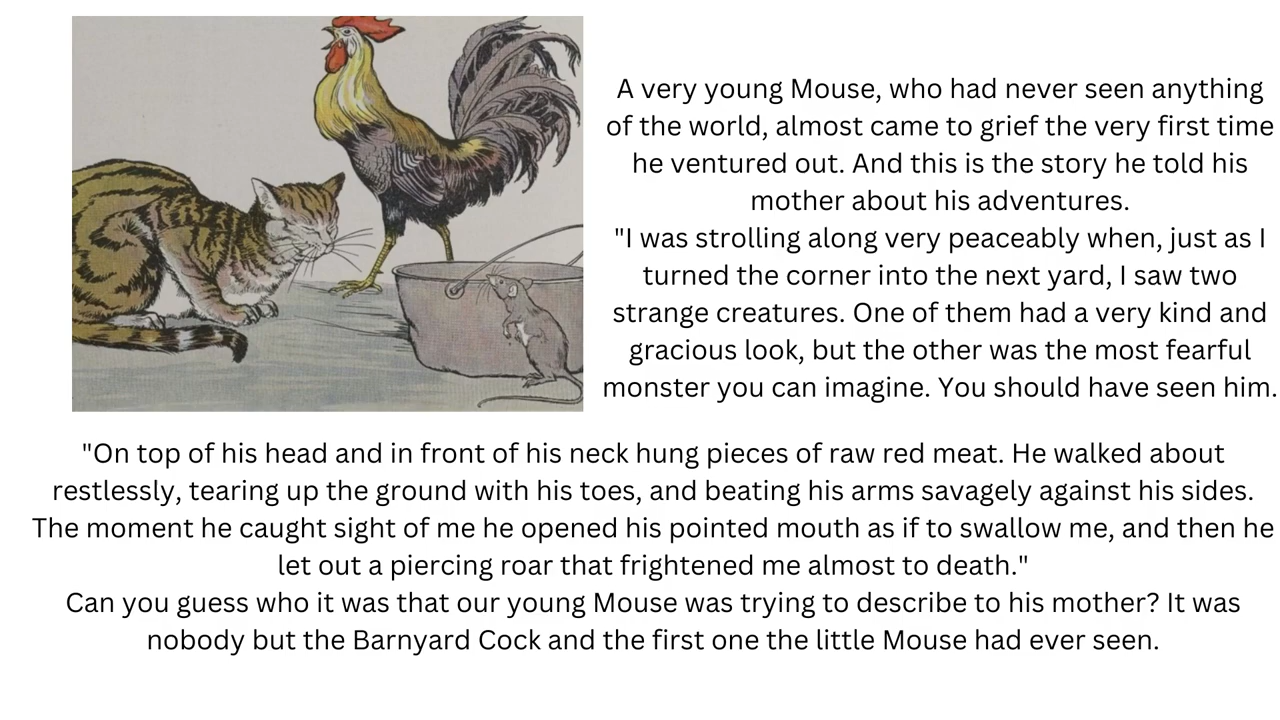 A very young Mouse, who had never seen anything
of the world, almost came to grief the very first time
he ventured out. And this is the story he told his
mother about his adventures.
"I was strolling along very peaceably when, just as I
turned the corner into the next yard, I saw two
strange creatures. One of them had a very kind and
gracious look, but the other was the most fearful
monster you can imagine. You should have seen him.
"On top of his head and in front of his neck hung pieces of raw red meat. He walked about
restlessly, tearing up the ground with his toes, and beating his arms savagely against his sides.
The moment he caught sight of me he opened his pointed mouth as if to swallow me, and then he
let out a piercing roar that frightened me almost to death."
Can you guess who it was that our young Mouse was trying to describe to his mother? It was
nobody but the Barnyard Cock and the first one the little Mouse had ever seen.